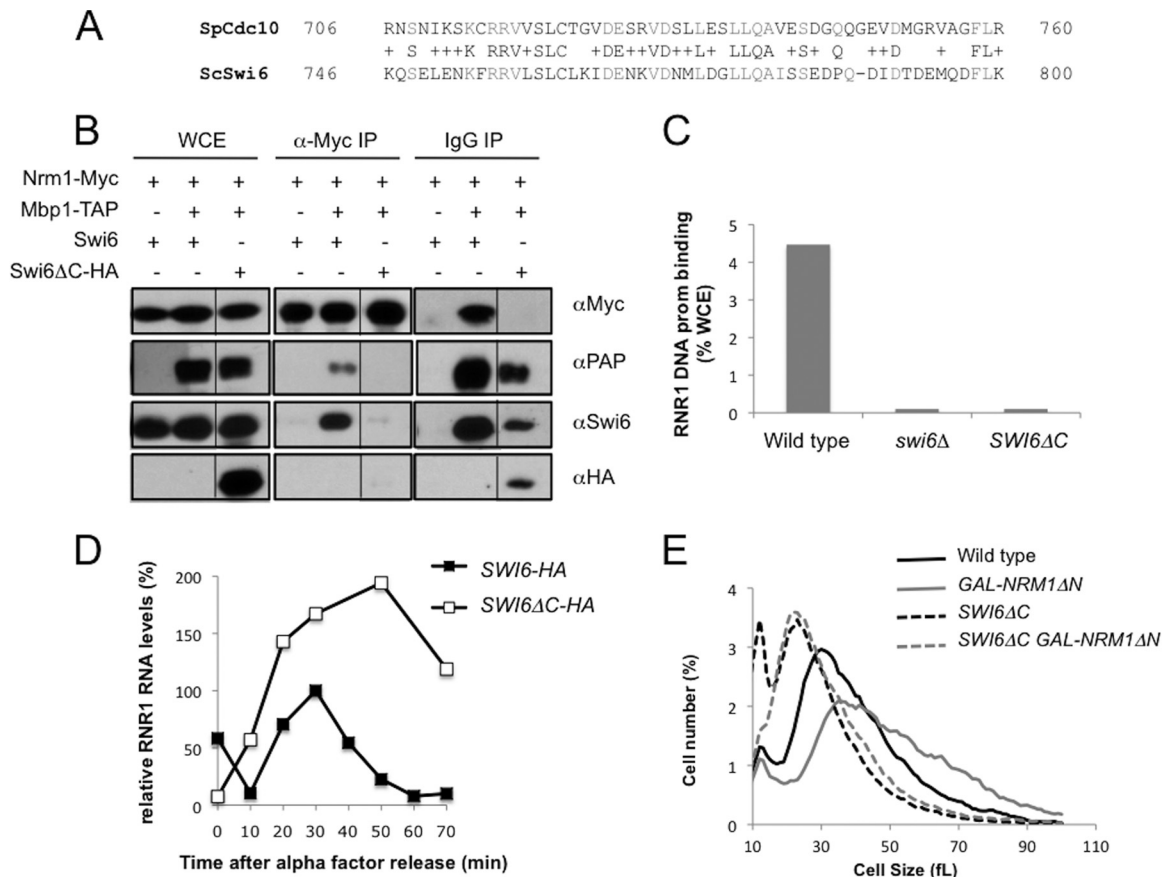 A
SpCdc10 706 RNSNIKSKCRRVVSLCTGVDESRVDSLLESLLQAVESDGQQGEVDMGRVAGFLR 760
+ S +++K RRV+SLC +DE++VD++L+ LLQA +S+ Q ++D + FL+
ScSwi6 746 KQSELENKFRRVLSLCLKIDENKVDNMLDGLLQAISSEDPQ-DIDTDEMQDFLK 800
B
WCE α-Myc IP IgG IP
Nrm1-Myc + + + + + + + + +
Mbp1-TAP - + + - + + - + +
Swi6 + + - + + - + + -
Swi6ΔC-HA - - + - - + - - +
αMyc
αPAP
αSwi6
αHA
C
RNR1 DNA prom binding
(% WCE)
5
4
3
2
1
0
Wild type swi6Δ SWI6ΔC
D
relative RNR1 RNA levels (%)
200
150
100
50
0
0 10 20 30 40 50 60 70
Time after alpha factor release (min)
SWI6-HA
SWI6ΔC-HA
E
Wild type
GAL-NRM1ΔN
SWI6ΔC
SWI6ΔC GAL-NRM1ΔN
Cell number (%)
4
3
2
1
0
10 30 50 70 90 110
Cell Size (fL)